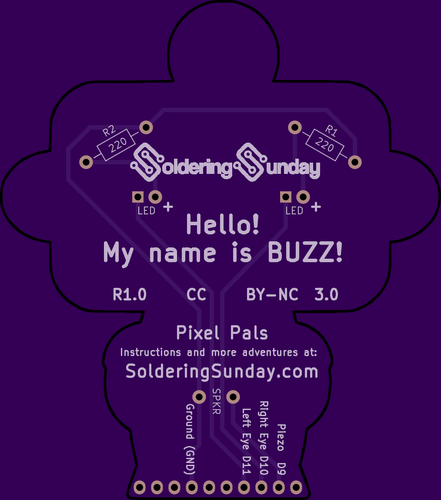 R2
220
R1
220
Soldering Sunday
LED +
LED +
Hello!
My name is BUZZ!
R1.0 CC BY-NC 3.0
Pixel Pals
Instructions and more adventures at:
SolderingSunday.com
SPKR
Ground (GND)
Left Eye D11
Right Eye D10
Piezo D9